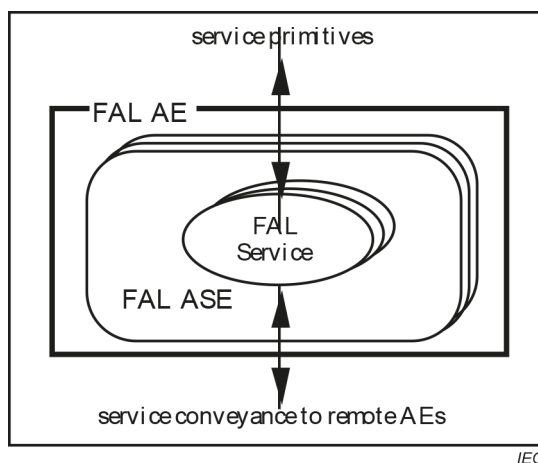 service primitives
FAL AE
FAL
Service
FAL ASE
service conveyance to remote AEs
IEC